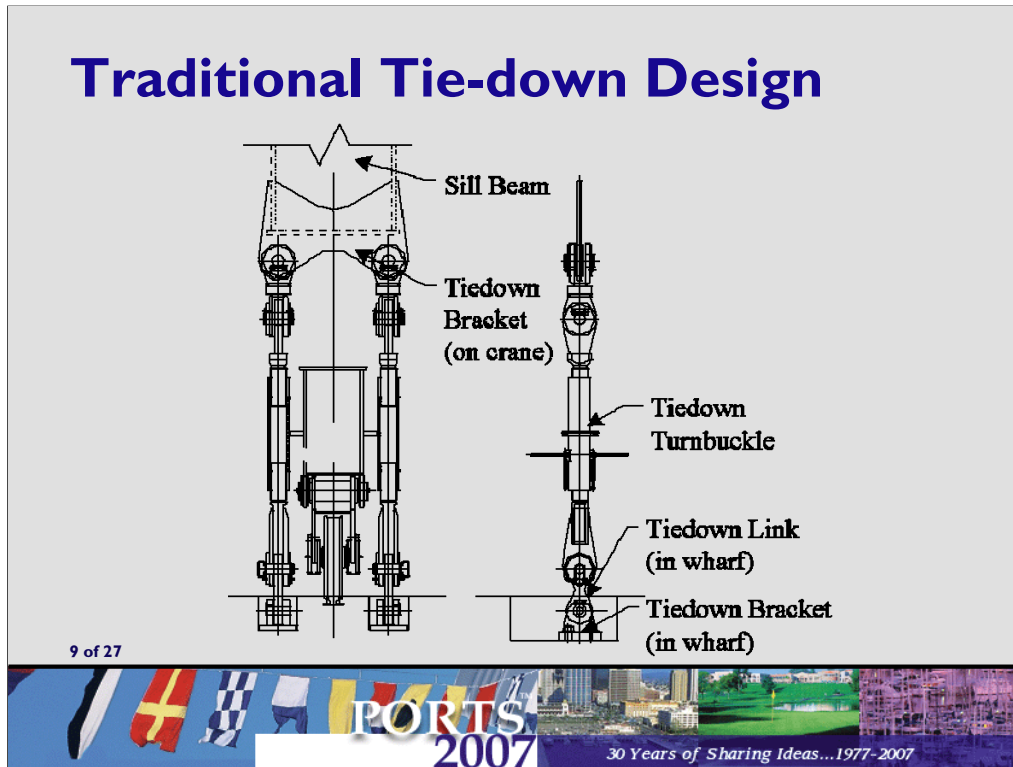 Traditional Tie-down Design
Sill Beam
Tiedown
Bracket
(on crane)
Tiedown
Turnbuckle
Tiedown Link
(in wharf)
Tiedown Bracket
(in wharf)
9 of 27
PORTS™
2007
30 Years of Sharing Ideas...1977-2007